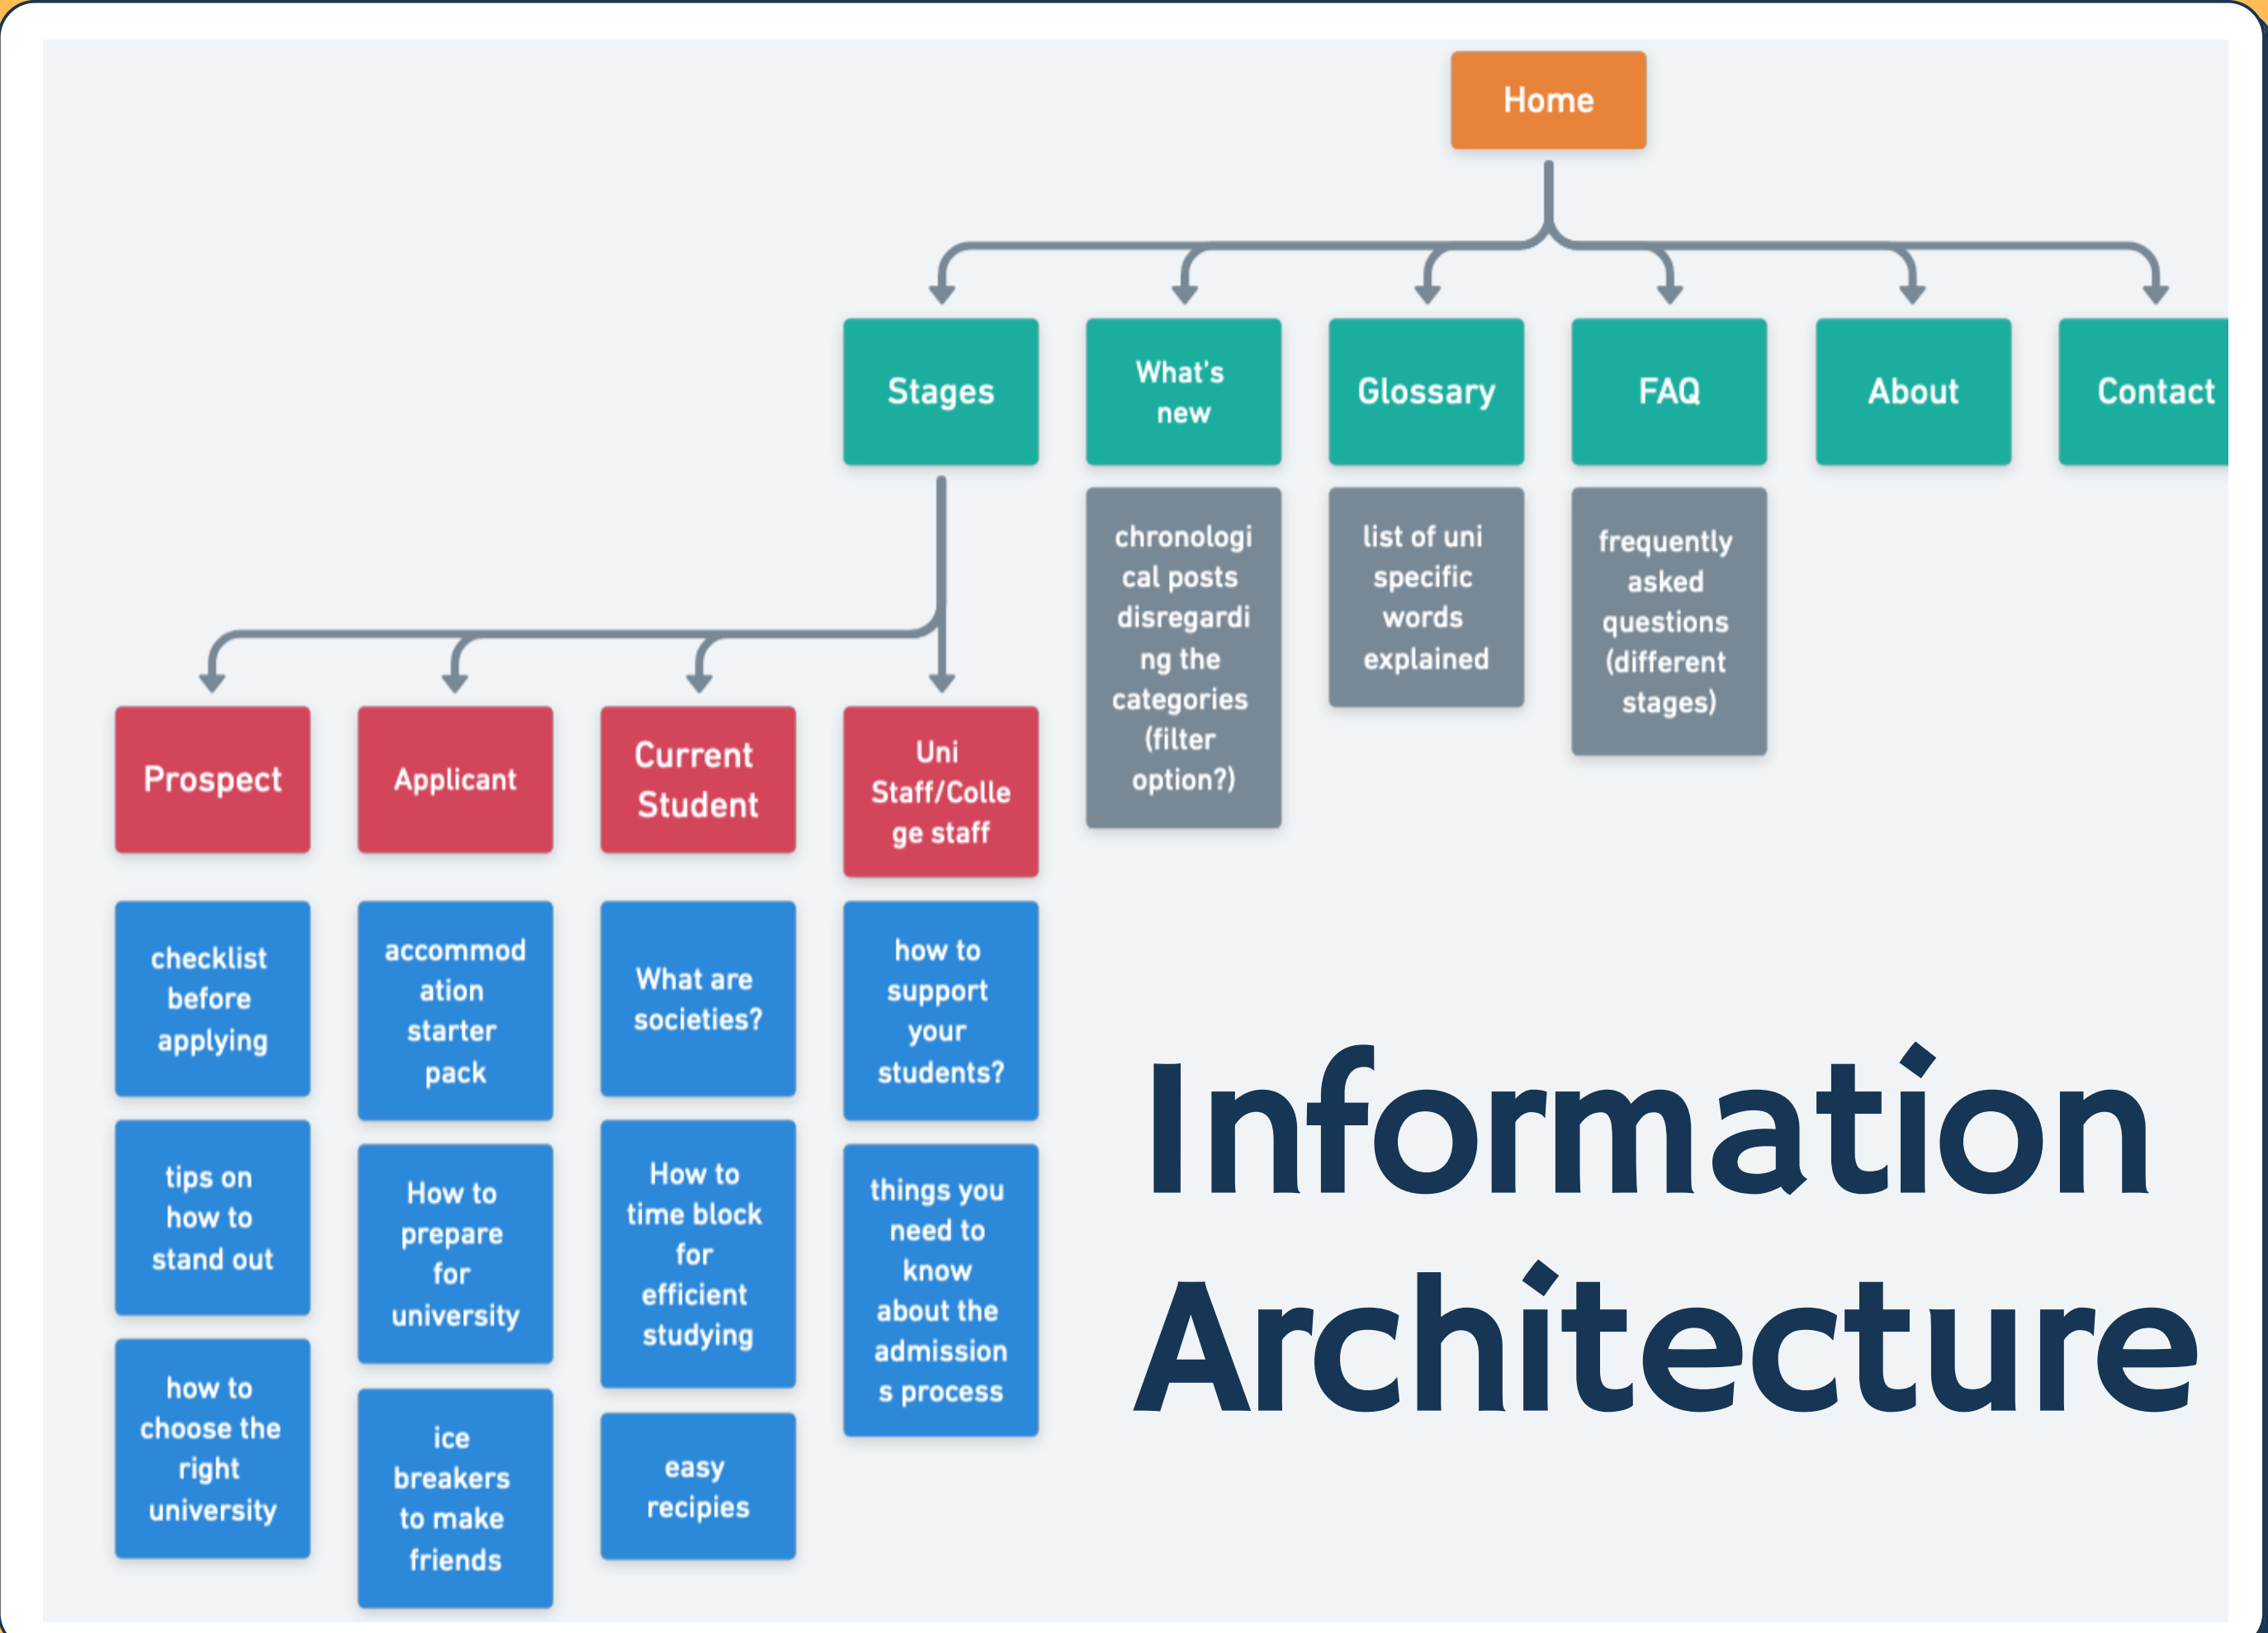 Home
Stages
What's
new
Glossary
FAQ
About
Contact
chronologi
cal posts
disregardi
ng the
categories
(filter
option?)
list of uni
specific
words
explained
frequently
asked
questions
(different
stages)
Prospect
Applicant
Current
Student
Uni
Staff/Colle
ge staff
checklist
before
applying
tips on
how to
stand out
how to
choose the
right
university
accommod
ation
starter
pack
How to
prepare
for
university
ice
breakers
to make
friends
What are
societies?
How to
time block
for
efficient
studying
easy
recipies
how to
support
your
students?
things you
need to
know
about the
admission
s process
Information
Architecture